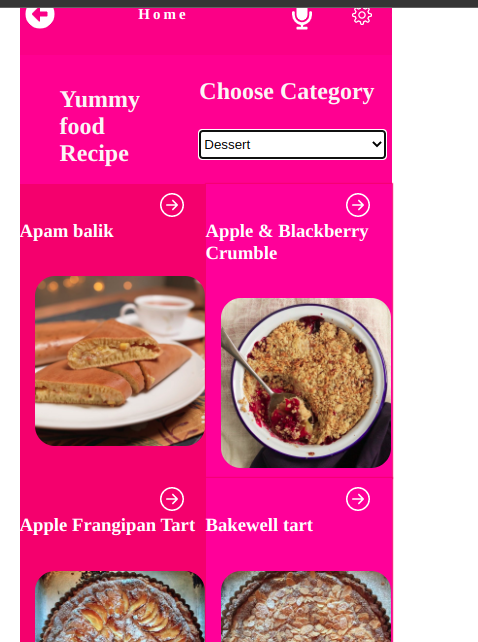 Home
Yummy
food
Recipe
Choose Category
Dessert
Apam balik
Apple & Blackberry
Crumble
Apple Frangipan Tart
Bakewell tart